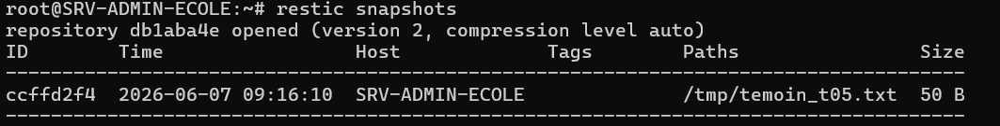 root@SRV-ADMIN-ECOLE:~# restic snapshots
repository db1aba4e opened (version 2, compression level auto)
ID        Time                 Host             Tags        Paths                Size
--------------------------------------------------------------------------------------
ccffd2f4  2026-06-07 09:16:10  SRV-ADMIN-ECOLE              /tmp/temoin_t05.txt  50 B
--------------------------------------------------------------------------------------